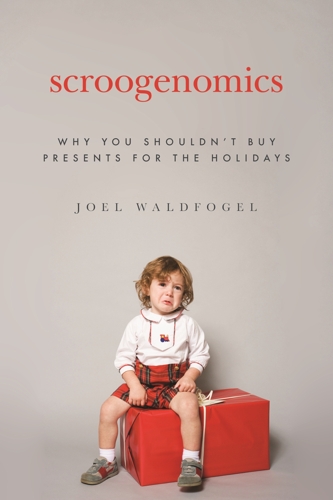 scroogenomics
WHY YOU SHOULDN'T BUY
PRESENTS FOR THE HOLIDAYS
JOEL WALDFOGEL